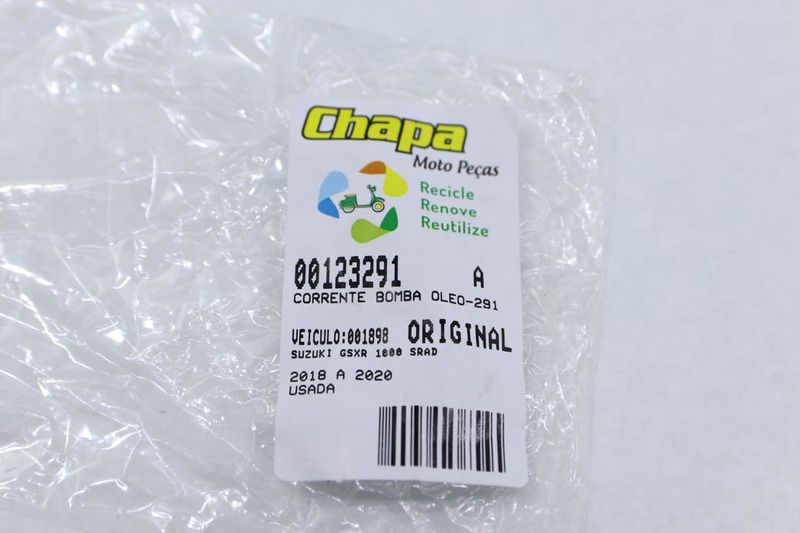 Chapa
Moto Peças
Recicle
Renove
Reutilize
00123291 A
CORRENTE BOMBA OLEO-291
VEICULO:001898 ORIGINAL
SUZUKI GSXR 1000 SRAD
2018 A 2020
USADA